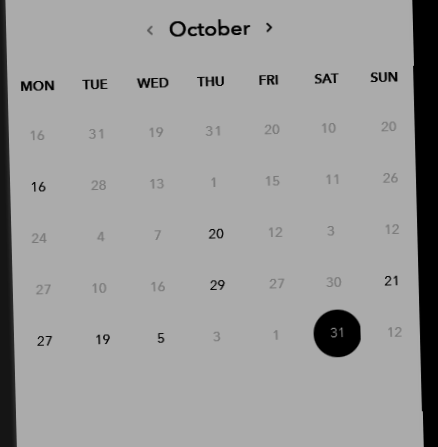 ‹ October ›
MON TUE WED THU FRI SAT SUN
16 31 19 31 20 10 20
16 28 13 1 15 11 26
24 4 7 20 12 3 12
27 10 16 29 27 30 21
27 19 5 3 1 31 12